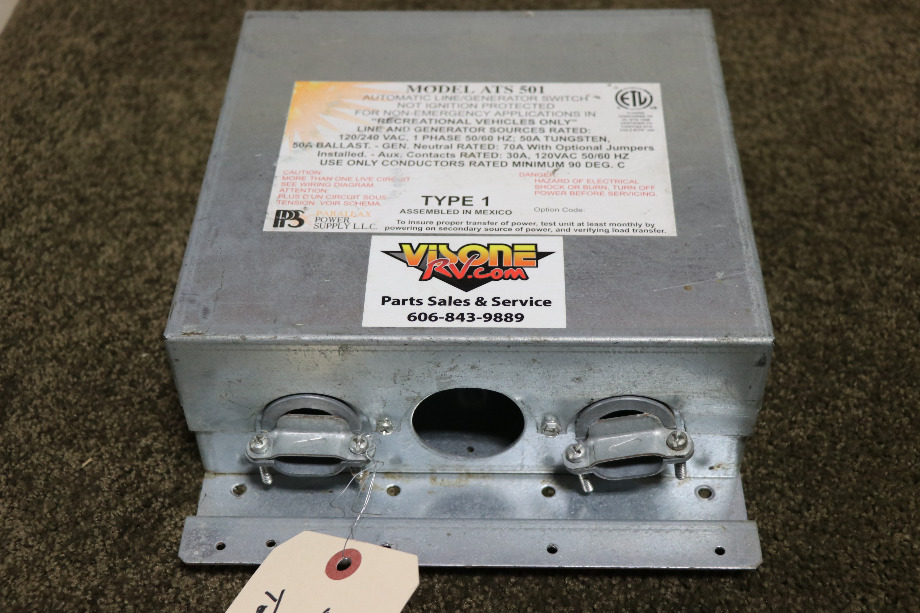 MODEL ATS 501
AUTOMATIC LINE/GENERATOR SWITCH
NOT IGNITION PROTECTED
FOR NON-EMERGENCY APPLICATIONS IN
"RECREATIONAL VEHICLES ONLY"
LINE AND GENERATOR SOURCES RATED:
120/240 VAC, 1 PHASE 50/60 HZ; 50A TUNGSTEN,
50A BALLAST. - GEN. Neutral RATED: 70A With Optional Jumpers
Installed. - Aux. Contacts RATED: 30A, 120VAC 50/60 HZ
USE ONLY CONDUCTORS RATED MINIMUM 90 DEG. C
ETL
CAUTION:
MORE THAN ONE LIVE CIRCUIT
SEE WIRING DIAGRAM.
ATTENTION:
PLUS D'UN CIRCUIT SOUS
TENSION, VOIR SCHEMA
DANGER
HAZARD OF ELECTRICAL
SHOCK OR BURN, TURN OFF
POWER BEFORE SERVICING.
TYPE 1
ASSEMBLED IN MEXICO
Option Code:
PPS
PARALLAX
POWER
SUPPLY L.L.C.
To insure proper transfer of power, test unit at least monthly by
powering on secondary source of power, and verifying load transfer.
VISONE
RV.com
Parts Sales & Service
606-843-9889